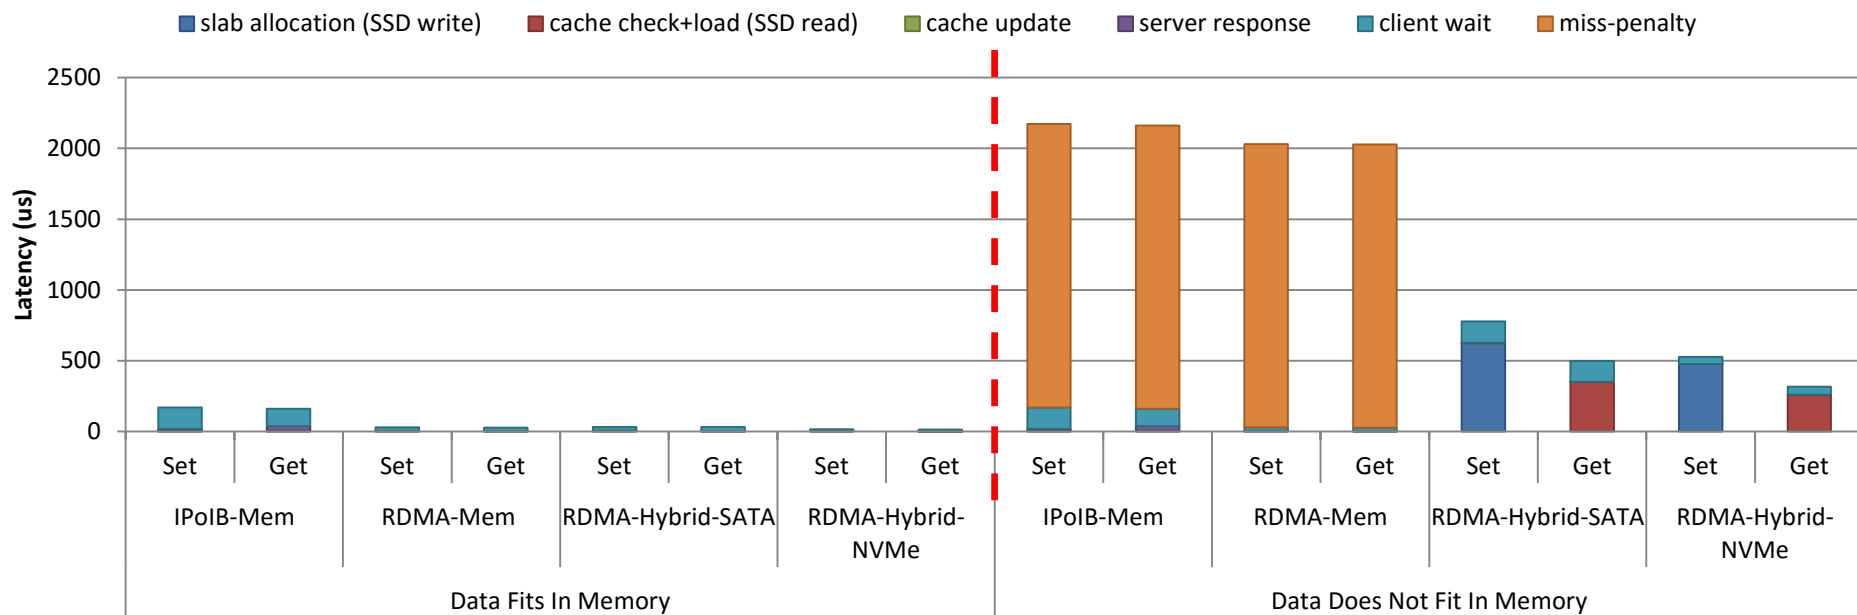 slab allocation (SSD write) cache check+load (SSD read) cache update server response client wait miss-penalty
2500
2000
1500
1000
500
0
Latency (us)
Set Get Set Get Set Get Set Get Set Get Set Get Set Get Set Get
IPoIB-Mem RDMA-Mem RDMA-Hybrid-SATA RDMA-Hybrid- IPoIB-Mem RDMA-Mem RDMA-Hybrid-SATA RDMA-Hybrid-
NVMe NVMe
Data Fits In Memory Data Does Not Fit In Memory